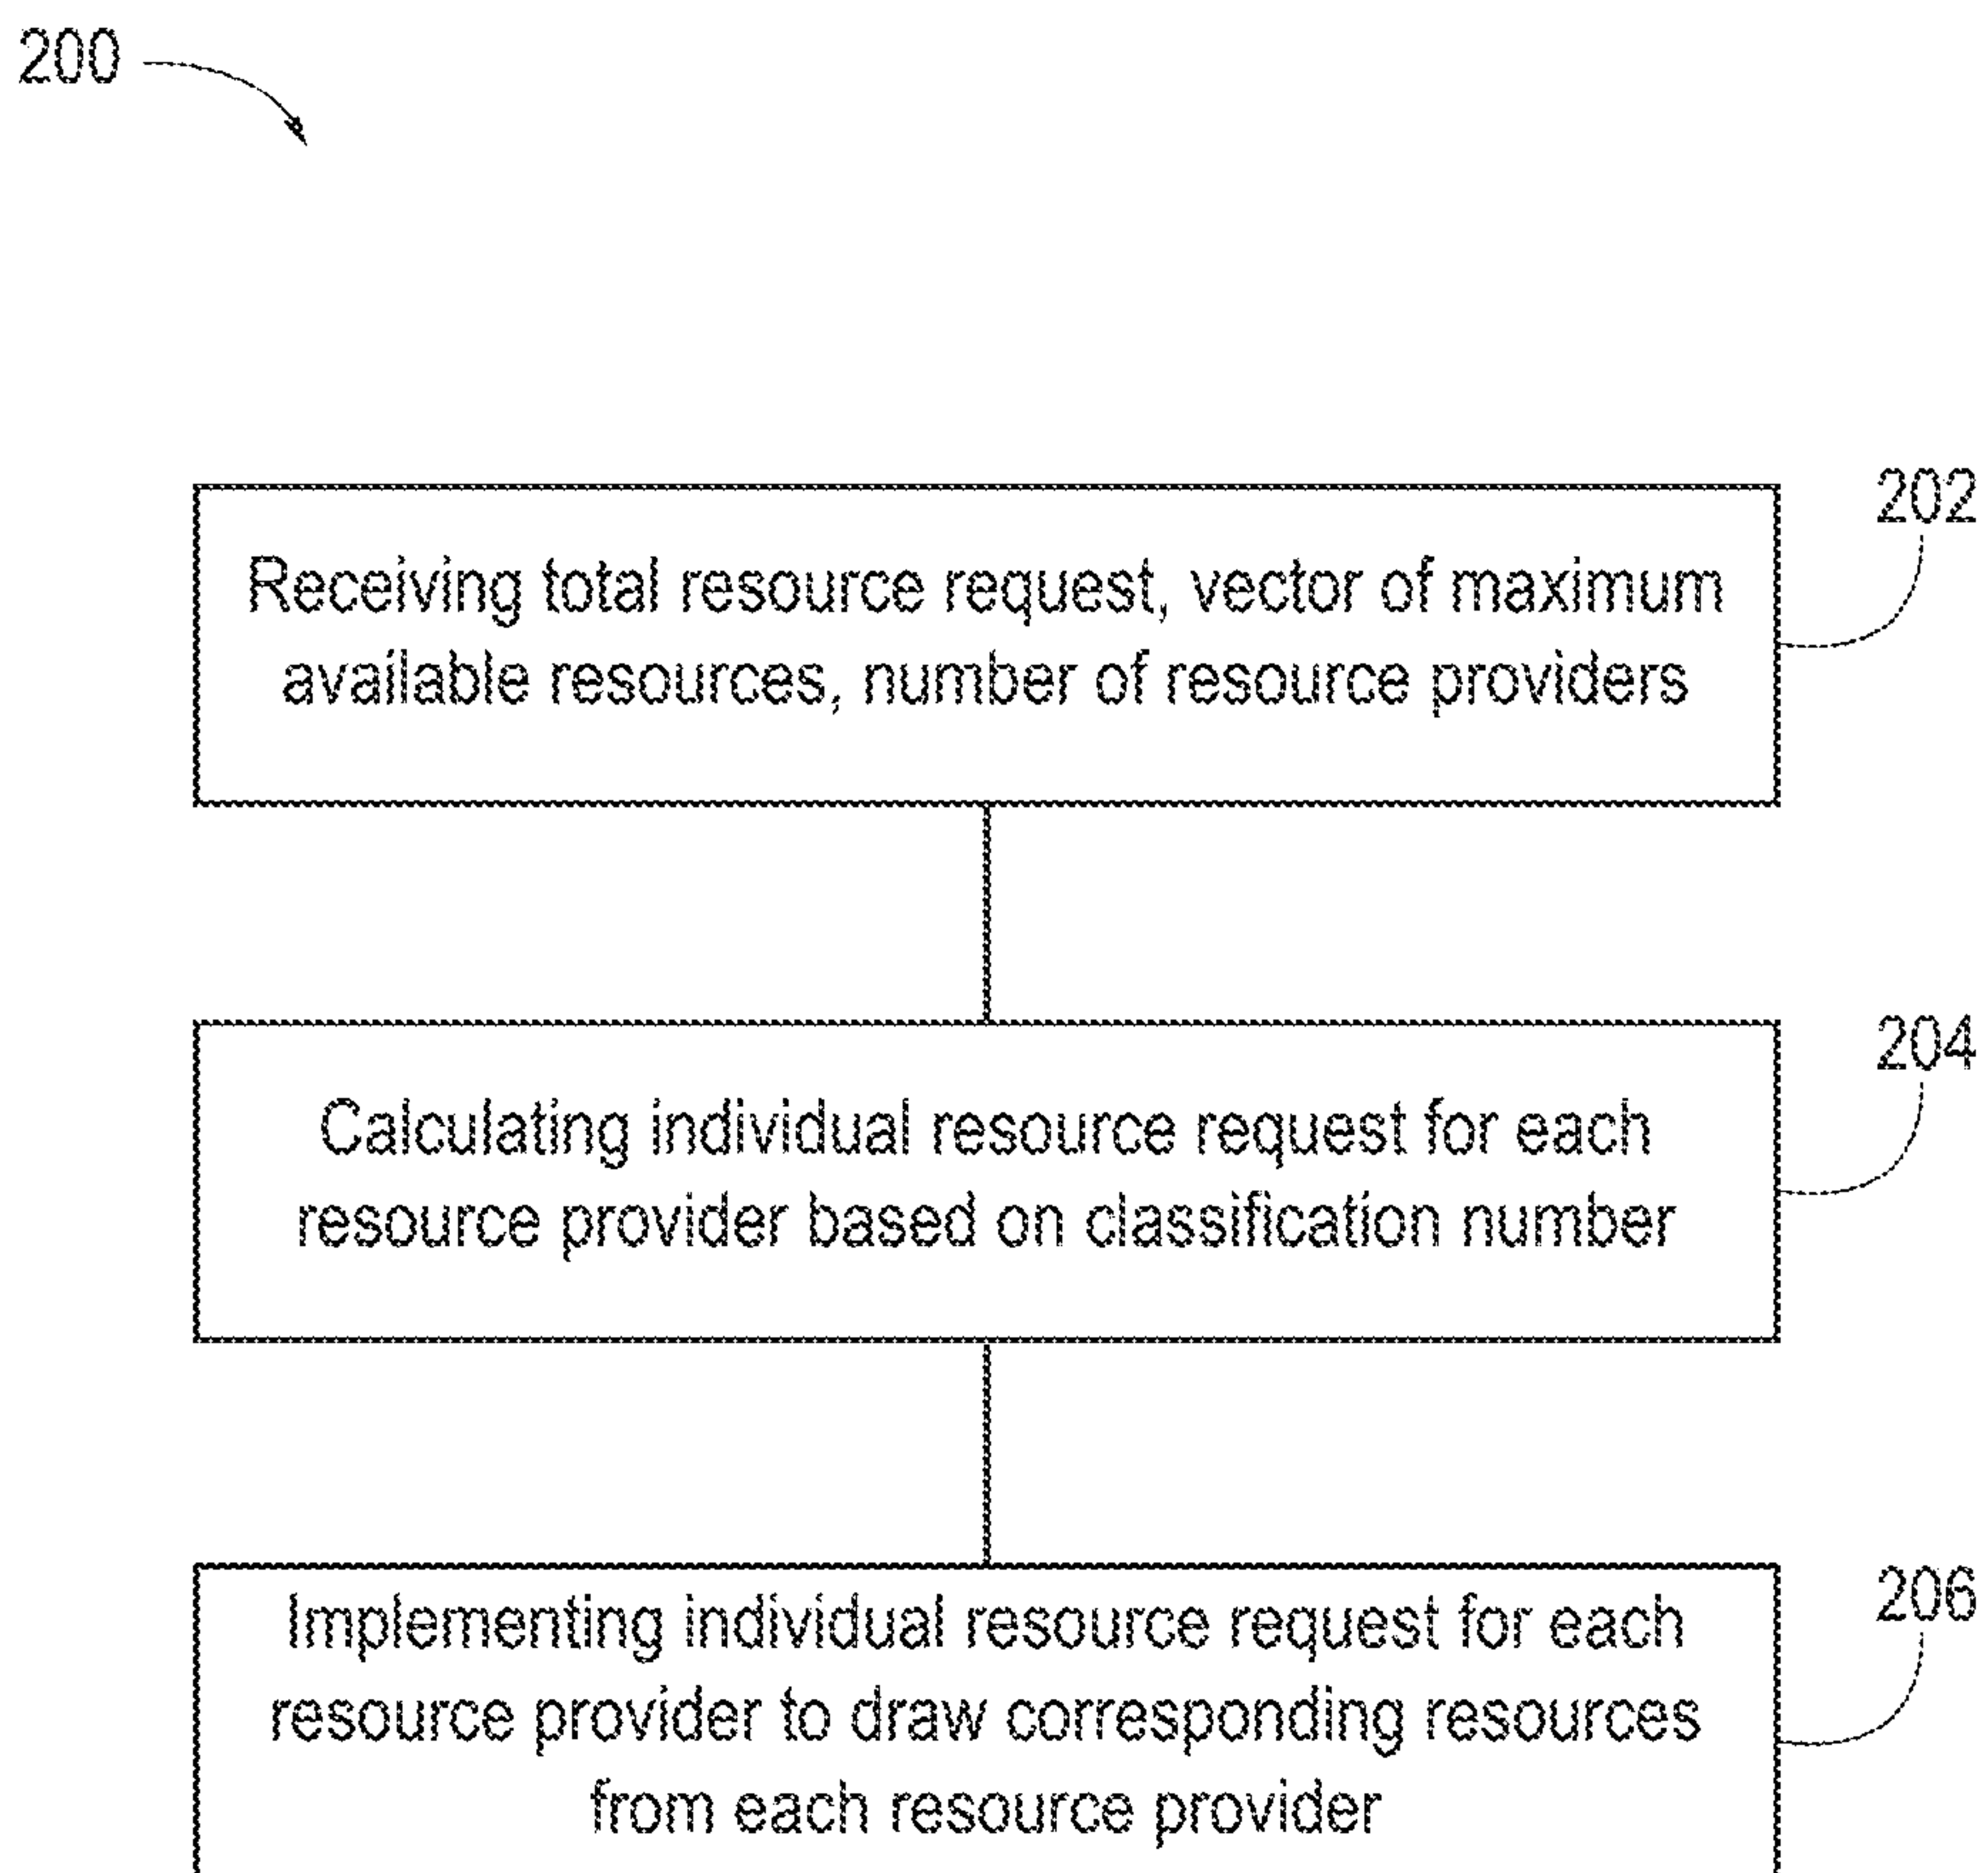 200
202
Receiving total resource request, vector of maximum
available resources, number of resource providers
204
Calculating individual resource request for each
resource provider based on classification number
206
Implementing individual resource request for each
resource provider to draw corresponding resources
from each resource provider